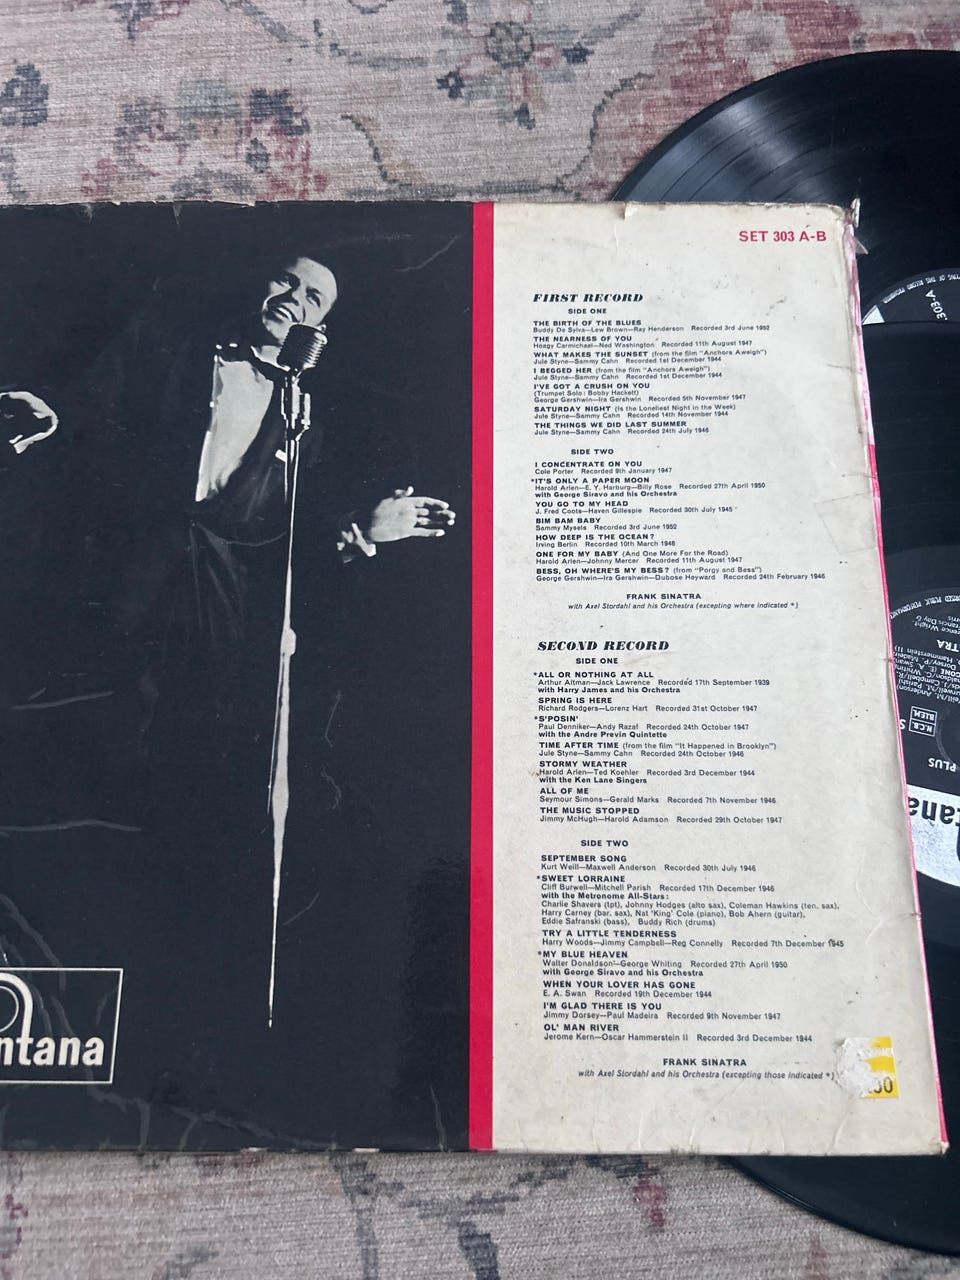 SET 303 A-B
FIRST RECORD
SIDE ONE
THE BIRTH OF THE BLUES
Buddy De Sylva—Lew Brown—Ray Henderson Recorded 3rd June 1952
THE NEARNESS OF YOU
Hoagy Carmichael—Ned Washington Recorded 11th August 1947
WHAT MAKES THE SUNSET (from the film "Anchors Aweigh")
Jule Styne—Sammy Cahn Recorded 1st December 1944
I BEGGED HER (from the film "Anchors Aweigh")
Jule Styne—Sammy Cahn Recorded 1st December 1944
I'VE GOT A CRUSH ON YOU
(Trumpet Solo: Bobby Hackett)
George Gershwin—Ira Gershwin Recorded 5th November 1947
SATURDAY NIGHT (Is the Loneliest Night in the Week)
Jule Styne—Sammy Cahn Recorded 14th November 1944
THE THINGS WE DID LAST SUMMER
Jule Styne—Sammy Cahn Recorded 24th July 1946
SIDE TWO
I CONCENTRATE ON YOU
Cole Porter Recorded 9th January 1947
*IT'S ONLY A PAPER MOON
Harold Arlen—E. Y. Harburg—Billy Rose Recorded 27th April 1950
with George Siravo and his Orchestra
YOU GO TO MY HEAD
J. Fred Coots—Haven Gillespie Recorded 30th July 1945
BIM BAM BABY
Sammy Mysels Recorded 3rd June 1952
HOW DEEP IS THE OCEAN?
Irving Berlin Recorded 10th March 1946
ONE FOR MY BABY (And One More For the Road)
Harold Arlen—Johnny Mercer Recorded 11th August 1947
BESS, OH WHERE'S MY BESS? (from "Porgy and Bess")
George Gershwin—Ira Gershwin—Dubose Heyward Recorded 24th February 1946
FRANK SINATRA
with Axel Stordahl and his Orchestra (excepting where indicated *)
SECOND RECORD
SIDE ONE
*ALL OR NOTHING AT ALL
Arthur Altman—Jack Lawrence Recorded 17th September 1939
with Harry James and his Orchestra
SPRING IS HERE
Richard Rodgers—Lorenz Hart Recorded 31st October 1947
*S'POSIN'
Paul Denniker—Andy Razaf Recorded 24th October 1947
with the Andre Previn Quintette
TIME AFTER TIME (from the film "It Happened in Brooklyn")
Jule Styne—Sammy Cahn Recorded 24th October 1946
STORMY WEATHER
Harold Arlen—Ted Koehler Recorded 3rd December 1944
with the Ken Lane Singers
ALL OF ME
Seymour Simons—Gerald Marks Recorded 7th November 1946
THE MUSIC STOPPED
Jimmy McHugh—Harold Adamson Recorded 29th October 1947
SIDE TWO
SEPTEMBER SONG
Kurt Weill—Maxwell Anderson Recorded 30th July 1946
*SWEET LORRAINE
Cliff Burwell—Mitchell Parish Recorded 17th December 1946
with the Metronome All-Stars:
Charlie Shavers (tpt), Johnny Hodges (alto sax), Coleman Hawkins (ten. sax),
Harry Carney (bar. sax), Nat 'King' Cole (piano), Bob Ahern (guitar),
Eddie Safranski (bass), Buddy Rich (drums)
TRY A LITTLE TENDERNESS
Harry Woods—Jimmy Campbell—Reg Connelly Recorded 7th December 1945
*MY BLUE HEAVEN
Walter Donaldson—George Whiting Recorded 27th April 1950
with George Siravo and his Orchestra
WHEN YOUR LOVER HAS GONE
E. A. Swan Recorded 19th December 1944
I'M GLAD THERE IS YOU
Jimmy Dorsey—Paul Madeira Recorded 9th November 1947
OL' MAN RIVER
Jerome Kern—Oscar Hammerstein II Recorded 3rd December 1944
FRANK SINATRA
with Axel Stordahl and his Orchestra (excepting those indicated *)
ntana